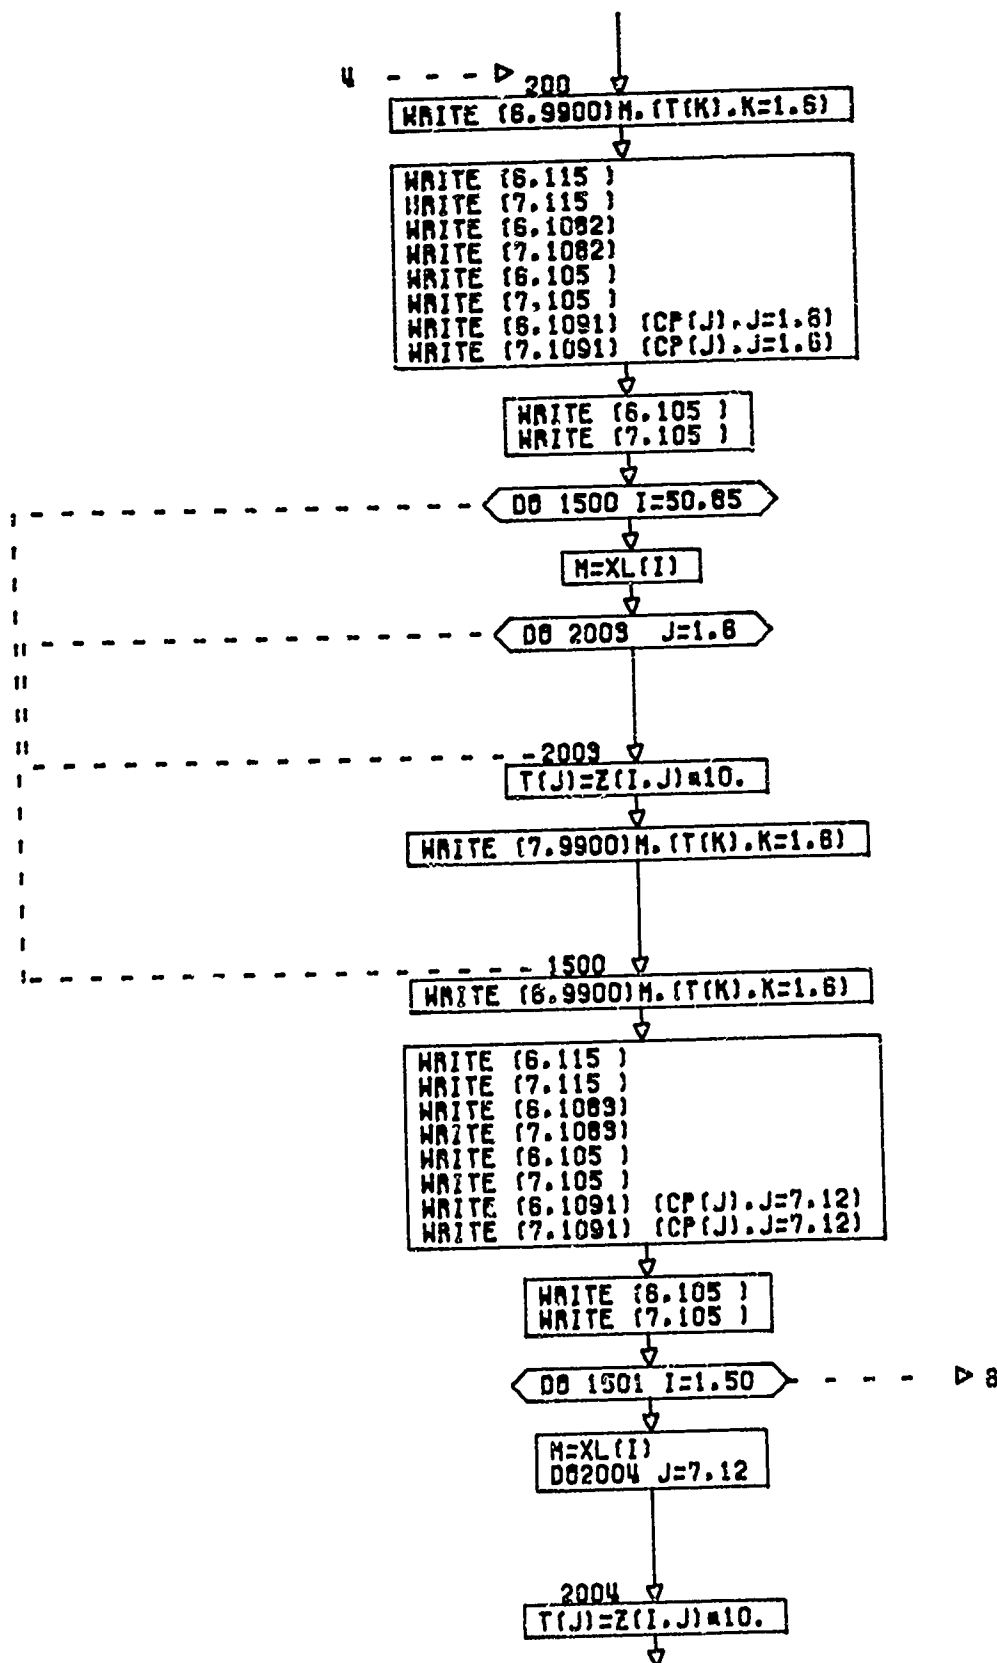 4
200
WRITE (6,9900)M,(T(K),K=1,6)
WRITE (6,115 )
WRITE (7,115 )
WRITE (6,1082)
WRITE (7,1082)
WRITE (6,105 )
WRITE (7,105 )
WRITE (6,1091) (CP(J),J=1,6)
WRITE (7,1091) (CP(J),J=1,6)
WRITE (6,105 )
WRITE (7,105 )
DO 1500 I=50,65
M=XL(I)
DO 2003 J=1,6
2003
T(J)=Z(I,J)*10.
WRITE (7,9900)M,(T(K),K=1,6)
1500
WRITE (6,9900)M,(T(K),K=1,6)
WRITE (6,115 )
WRITE (7,115 )
WRITE (6,1083)
WRITE (7,1083)
WRITE (6,105 )
WRITE (7,105 )
WRITE (6,1091) (CP(J),J=7,12)
WRITE (7,1091) (CP(J),J=7,12)
WRITE (6,105 )
WRITE (7,105 )
DO 1501 I=1,50
8
M=XL(I)
DO2004 J=7,12
2004
T(J)=Z(I,J)*10.